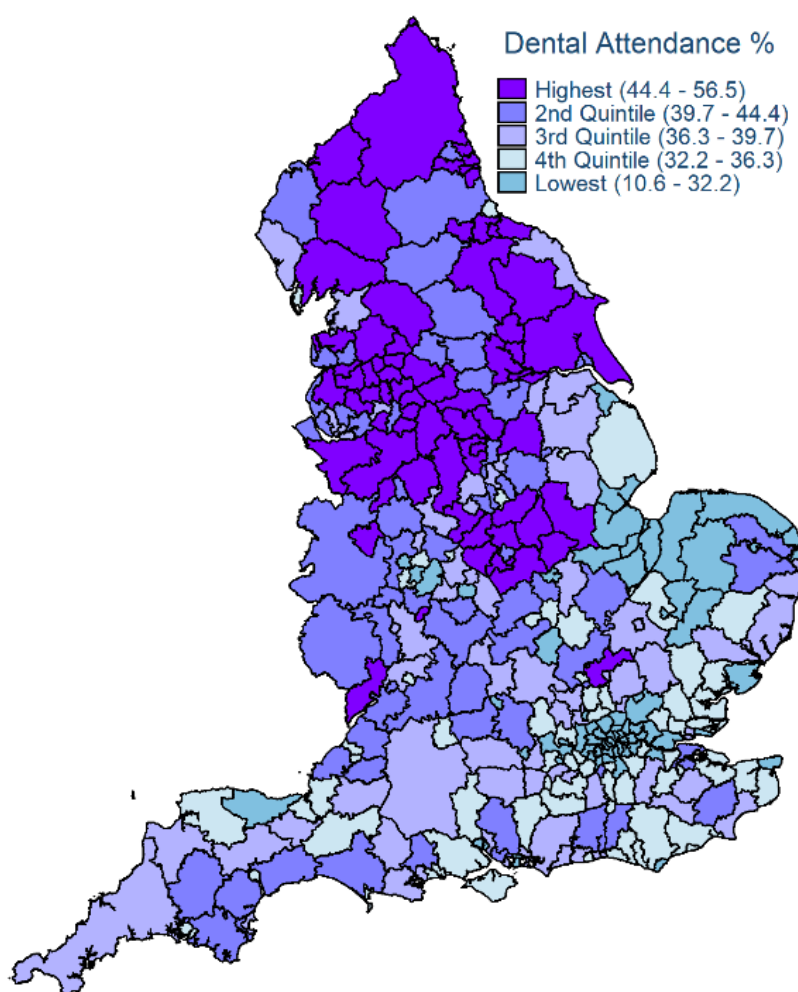 Dental Attendance %
Highest (44.4 - 56.5)
2nd Quintile (39.7 - 44.4)
3rd Quintile (36.3 - 39.7)
4th Quintile (32.2 - 36.3)
Lowest (10.6 - 32.2)